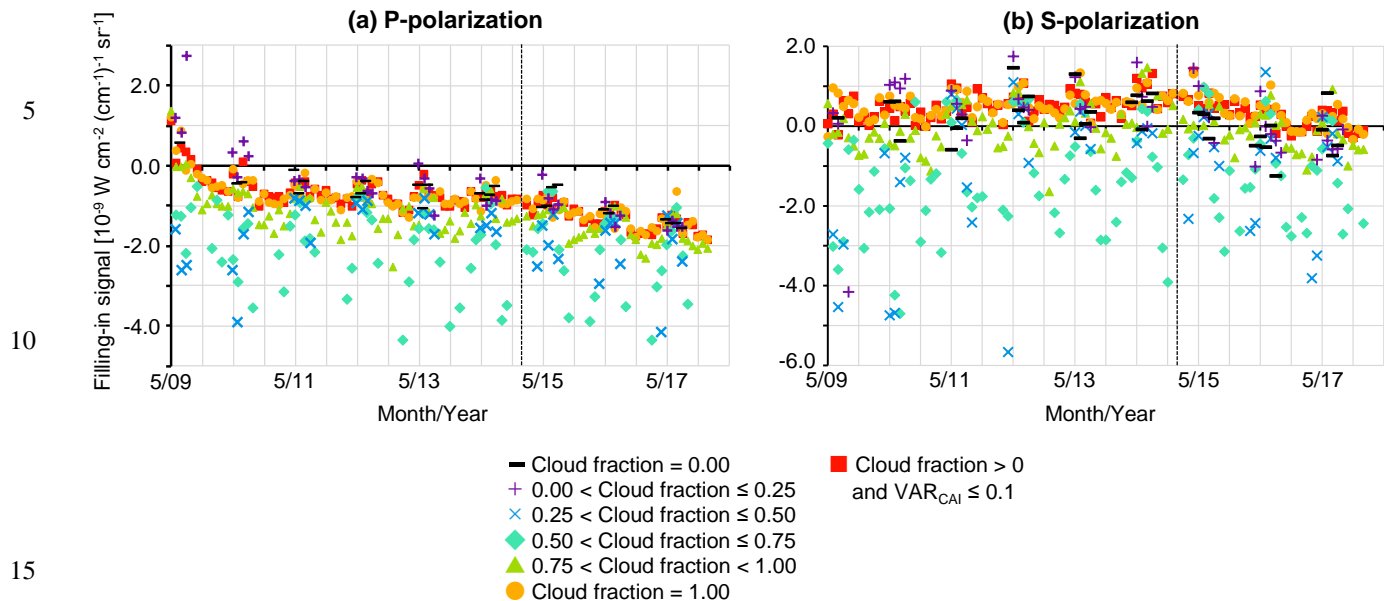 (a) P-polarization
(b) S-polarization
Filling-in signal [10⁻⁹ W cm⁻² (cm⁻¹)⁻¹ sr⁻¹]
2.0
0.0
-2.0
-4.0
5/09
5/11
5/13
5/15
5/17
Month/Year
2.0
1.0
0.0
-2.0
-4.0
-6.0
5/09
5/11
5/13
5/15
5/17
Month/Year
5
10
15
Cloud fraction = 0.00
0.00 < Cloud fraction ≤ 0.25
0.25 < Cloud fraction ≤ 0.50
0.50 < Cloud fraction ≤ 0.75
0.75 < Cloud fraction < 1.00
Cloud fraction = 1.00
Cloud fraction > 0
and VAR_CAI ≤ 0.1